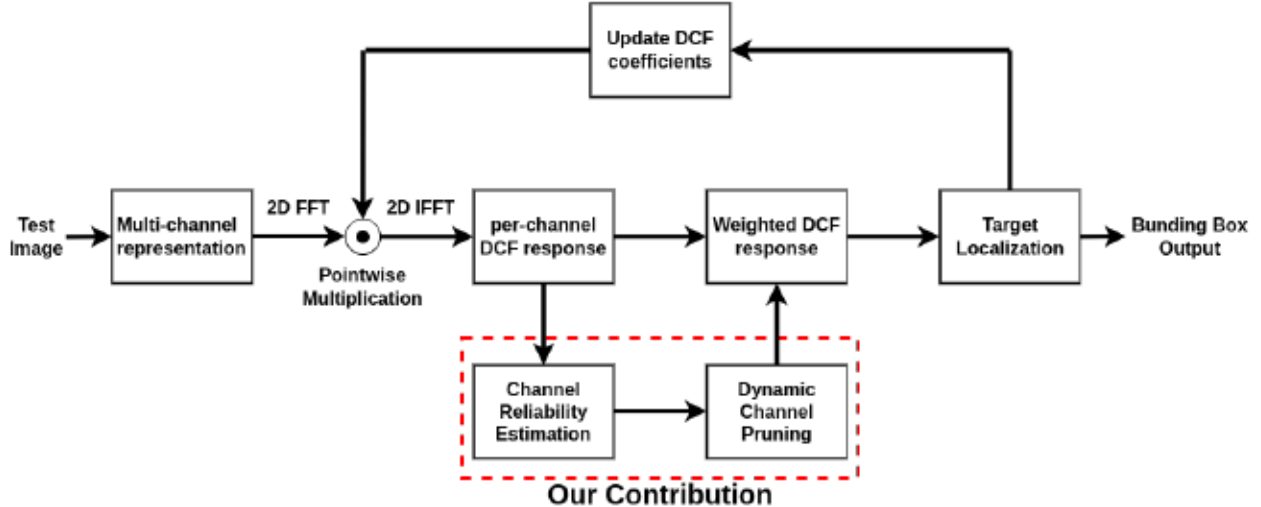 Update DCF
coefficients
Test
Image
Multi-channel
representation
2D FFT
Pointwise
Multiplication
2D IFFT
per-channel
DCF response
Weighted DCF
response
Target
Localization
Bunding Box
Output
Channel
Reliability
Estimation
Dynamic
Channel
Pruning
Our Contribution